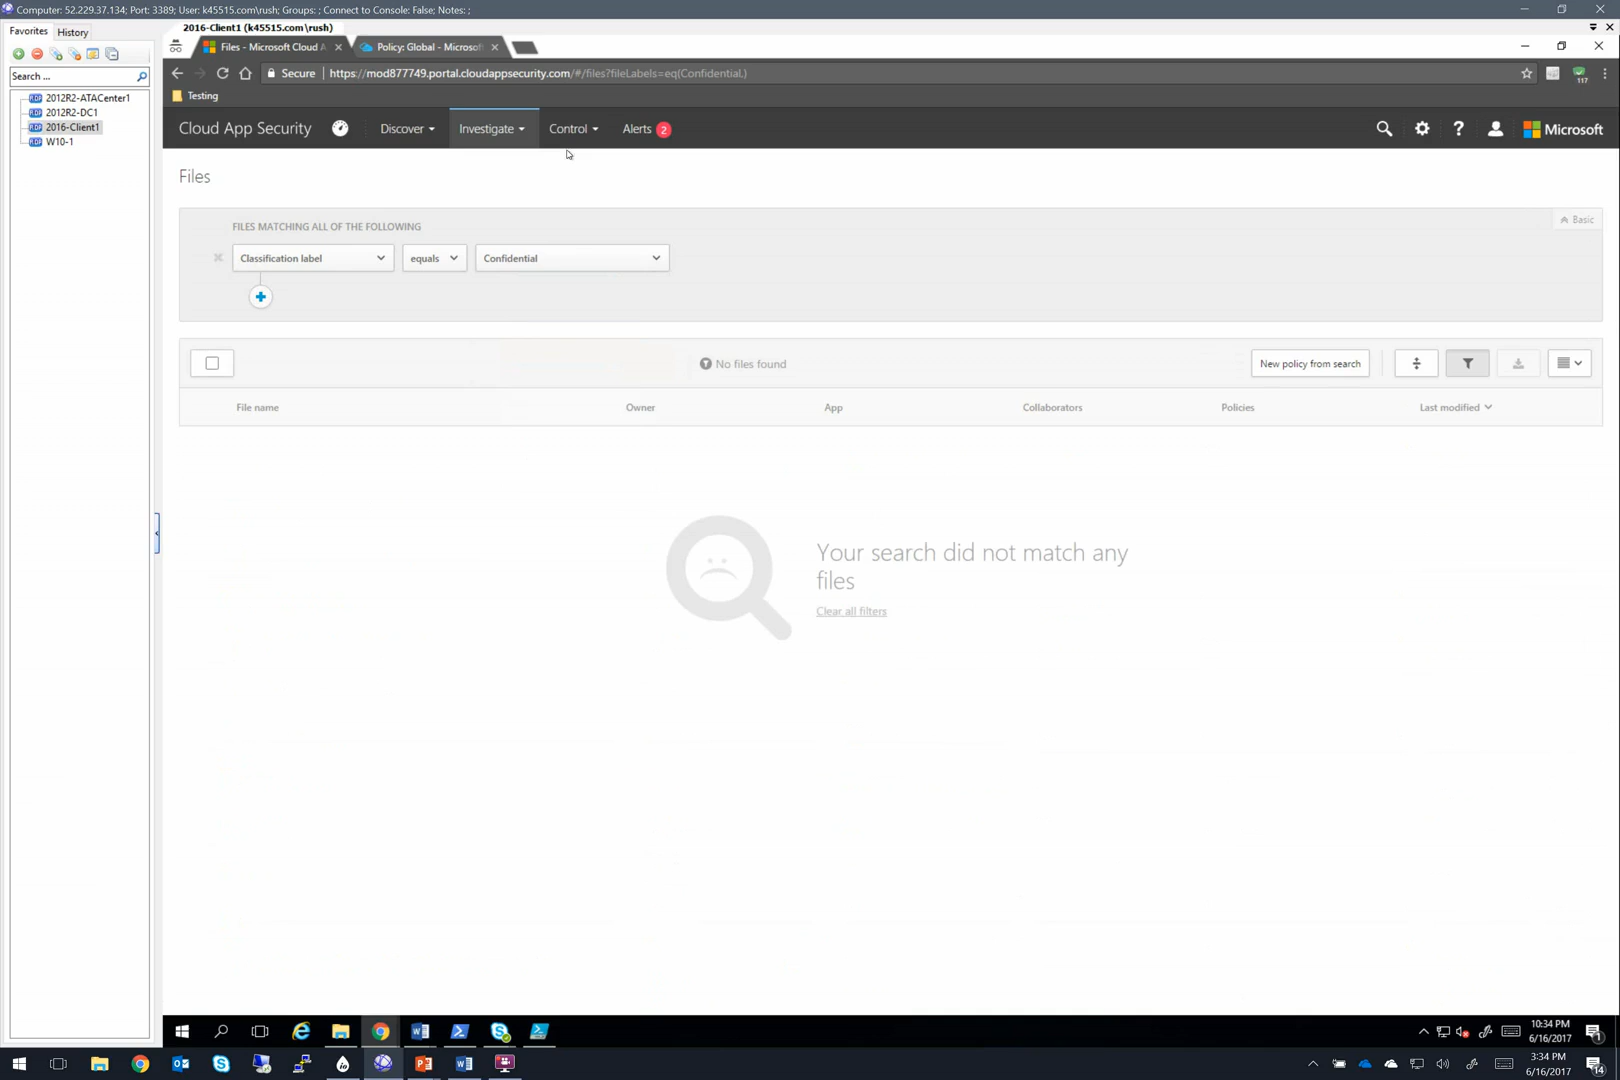 Computer: 52.229.37.134; Port: 3389; User: k45515.com\rush; Groups: ; Connect to Console: False; Notes: ;
Favorites History
2016-Client1 (k45515.com\rush)
Files - Microsoft Cloud A
Policy: Global - Microsof
Search ...
Secure https://mod877749.portal.cloudappsecurity.com/#/files?fileLabels=eq(Confidential,)
117
Testing
2012R2-ATACenter1
2012R2-DC1
2016-Client1
W10-1
Cloud App Security Discover Investigate Control Alerts 2 Microsoft
Files
Basic
FILES MATCHING ALL OF THE FOLLOWING
Classification label equals Confidential
No files found New policy from search
File name Owner App Collaborators Policies Last modified
Your search did not match any
files
Clear all filters
10:34 PM
6/16/2017
1
3:34 PM
6/16/2017
14